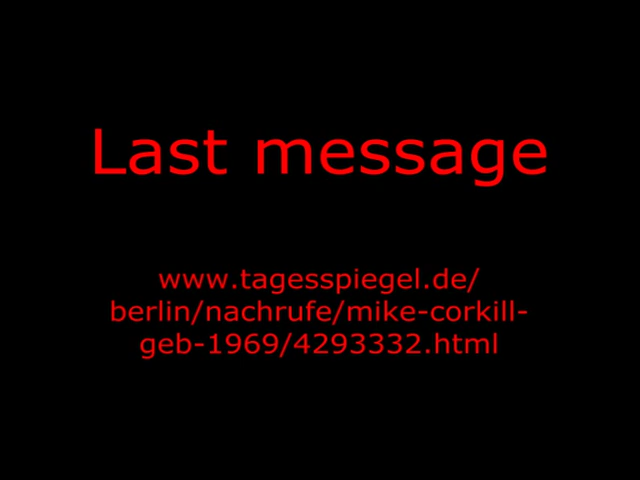 Last message
www.tagesspiegel.de/
berlin/nachrufe/mike-corkill-
geb-1969/4293332.html